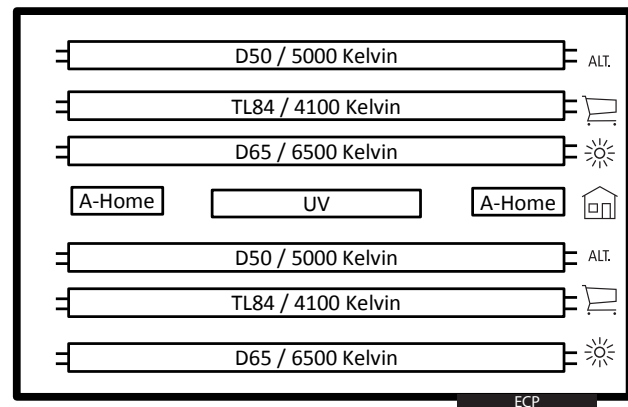 D50 / 5000 Kelvin ALT.
TL84 / 4100 Kelvin
D65 / 6500 Kelvin
A-Home UV A-Home
D50 / 5000 Kelvin ALT.
TL84 / 4100 Kelvin
D65 / 6500 Kelvin
ECP